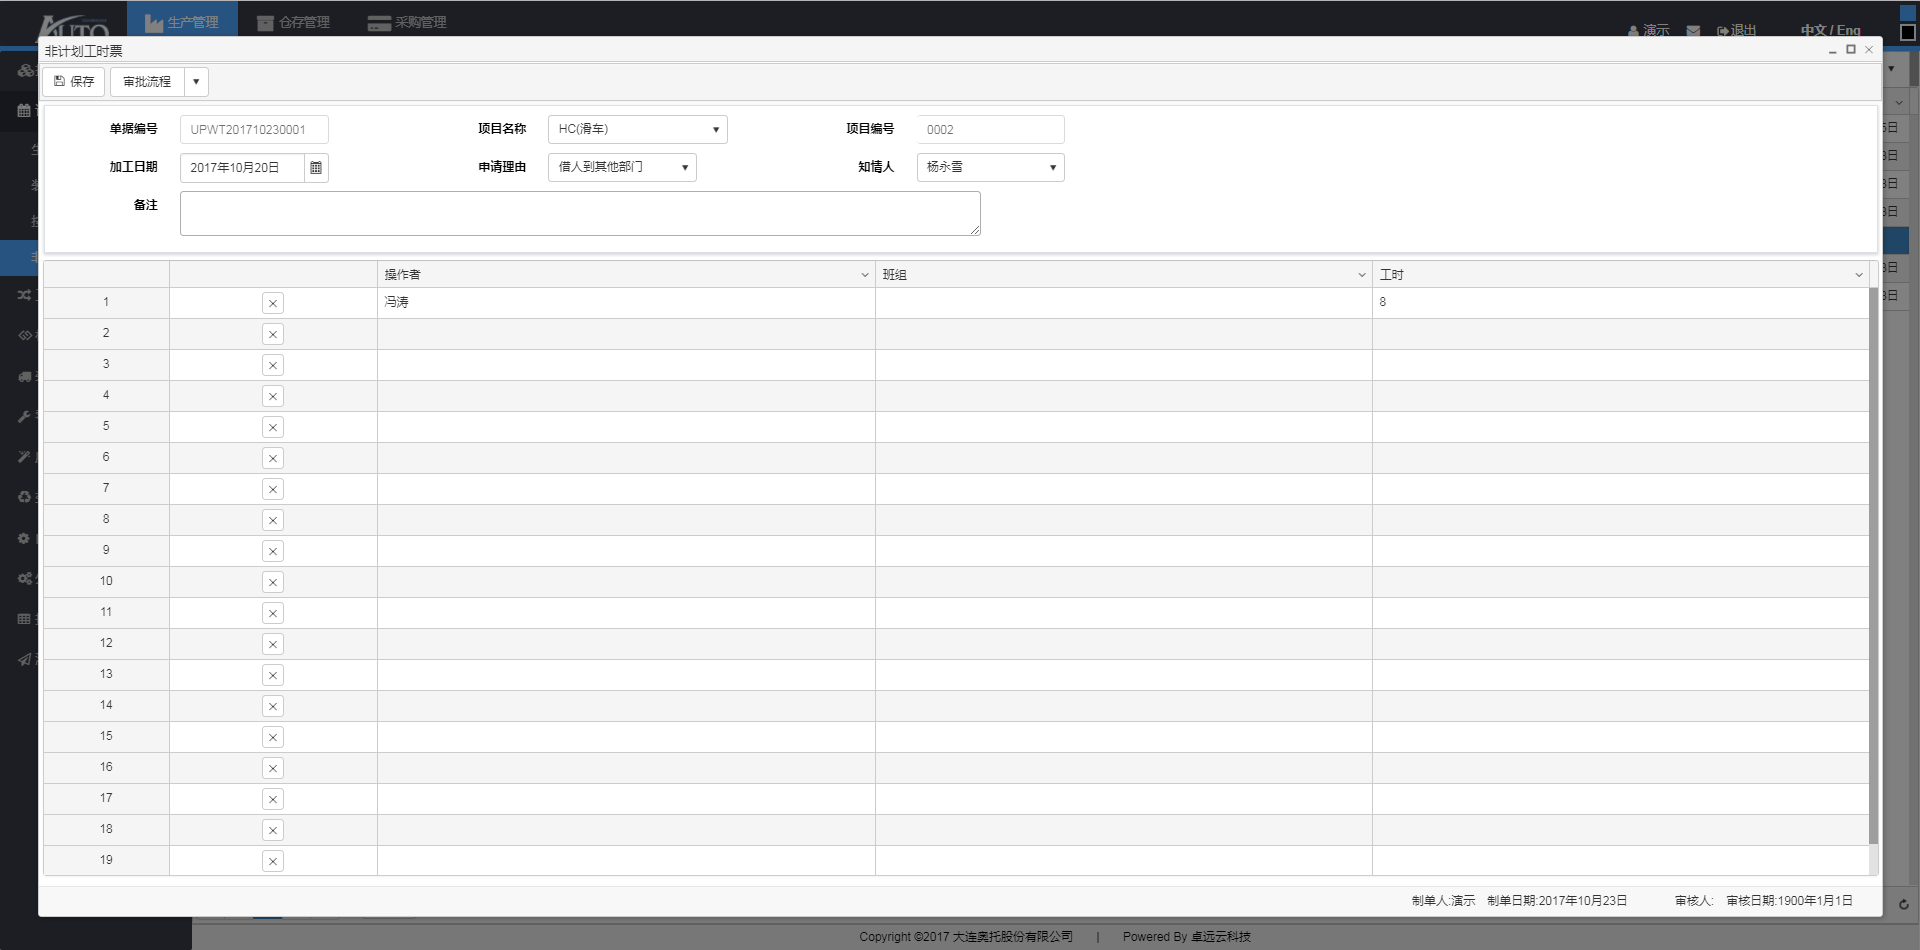 AUTO
生产管理
仓存管理
采购管理
演示
退出
中文 / Eng
非计划工时票
保存
审批流程
单据编号 UPWT201710230001 项目名称 HC(滑车) 项目编号 0002
加工日期 2017年10月20日 申请理由 借人到其他部门 知情人 杨永雪
备注
操作者 班组 工时
1 冯涛 8
2
3
4
5
6
7
8
9
10
11
12
13
14
15
16
17
18
19
制单人:演示 制单日期:2017年10月23日 审核人: 审核日期:1900年1月1日
Copyright ©2017 大连奥托股份有限公司 | Powered By 卓远云科技